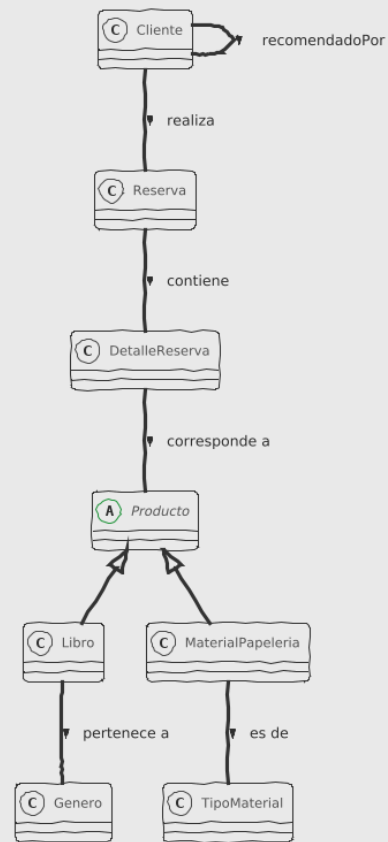 C Cliente
recomendadoPor
realiza
C Reserva
contiene
C DetalleReserva
corresponde a
A Producto
C Libro
C MaterialPapeleria
pertenece a
es de
C Genero
C TipoMaterial